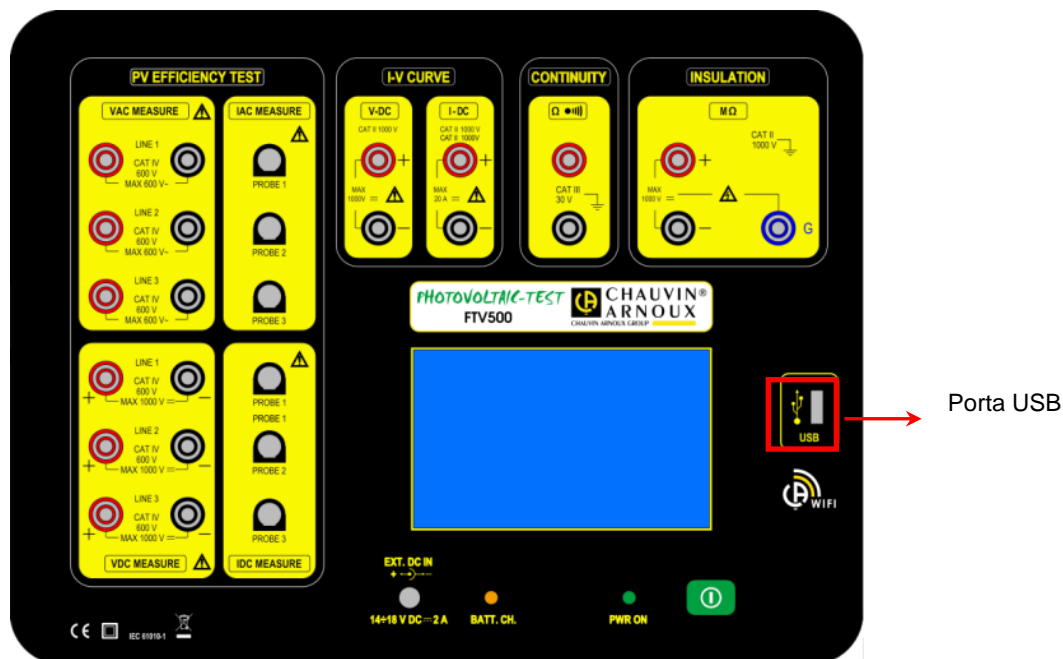 PV EFFICIENCY TEST
VAC MEASURE
LINE 1
CAT IV
600 V
MAX 600 V~
LINE 2
CAT IV
600 V
MAX 600 V~
LINE 3
CAT IV
600 V
MAX 600 V~
IAC MEASURE
PROBE 1
PROBE 2
PROBE 3
LINE 1
CAT IV
600 V
+ MAX 1000 V −
LINE 2
CAT IV
600 V
+ MAX 1000 V −
LINE 3
CAT IV
600 V
+ MAX 1000 V −
VDC MEASURE
PROBE 1
PROBE 1
PROBE 2
PROBE 3
IDC MEASURE
I-V CURVE
V-DC
CAT II 1000 V
+
MAX
1000V
−
I-DC
CAT II 1000 V
CAT II 1000V
+
MAX
20 A
−
CONTINUITY
Ω
CAT III
30 V
INSULATION
MΩ
CAT II
1000 V
+
MAX
1000 V
−
G
PHOTOVOLTAIC-TEST
FTV500
CHAUVIN®
ARNOUX
CHAUVIN ARNOUX GROUP
USB
Porta USB
WIFI
EXT. DC IN
14÷18 V DC 2 A
BATT. CH.
PWR ON
CE
IEC 61010-1